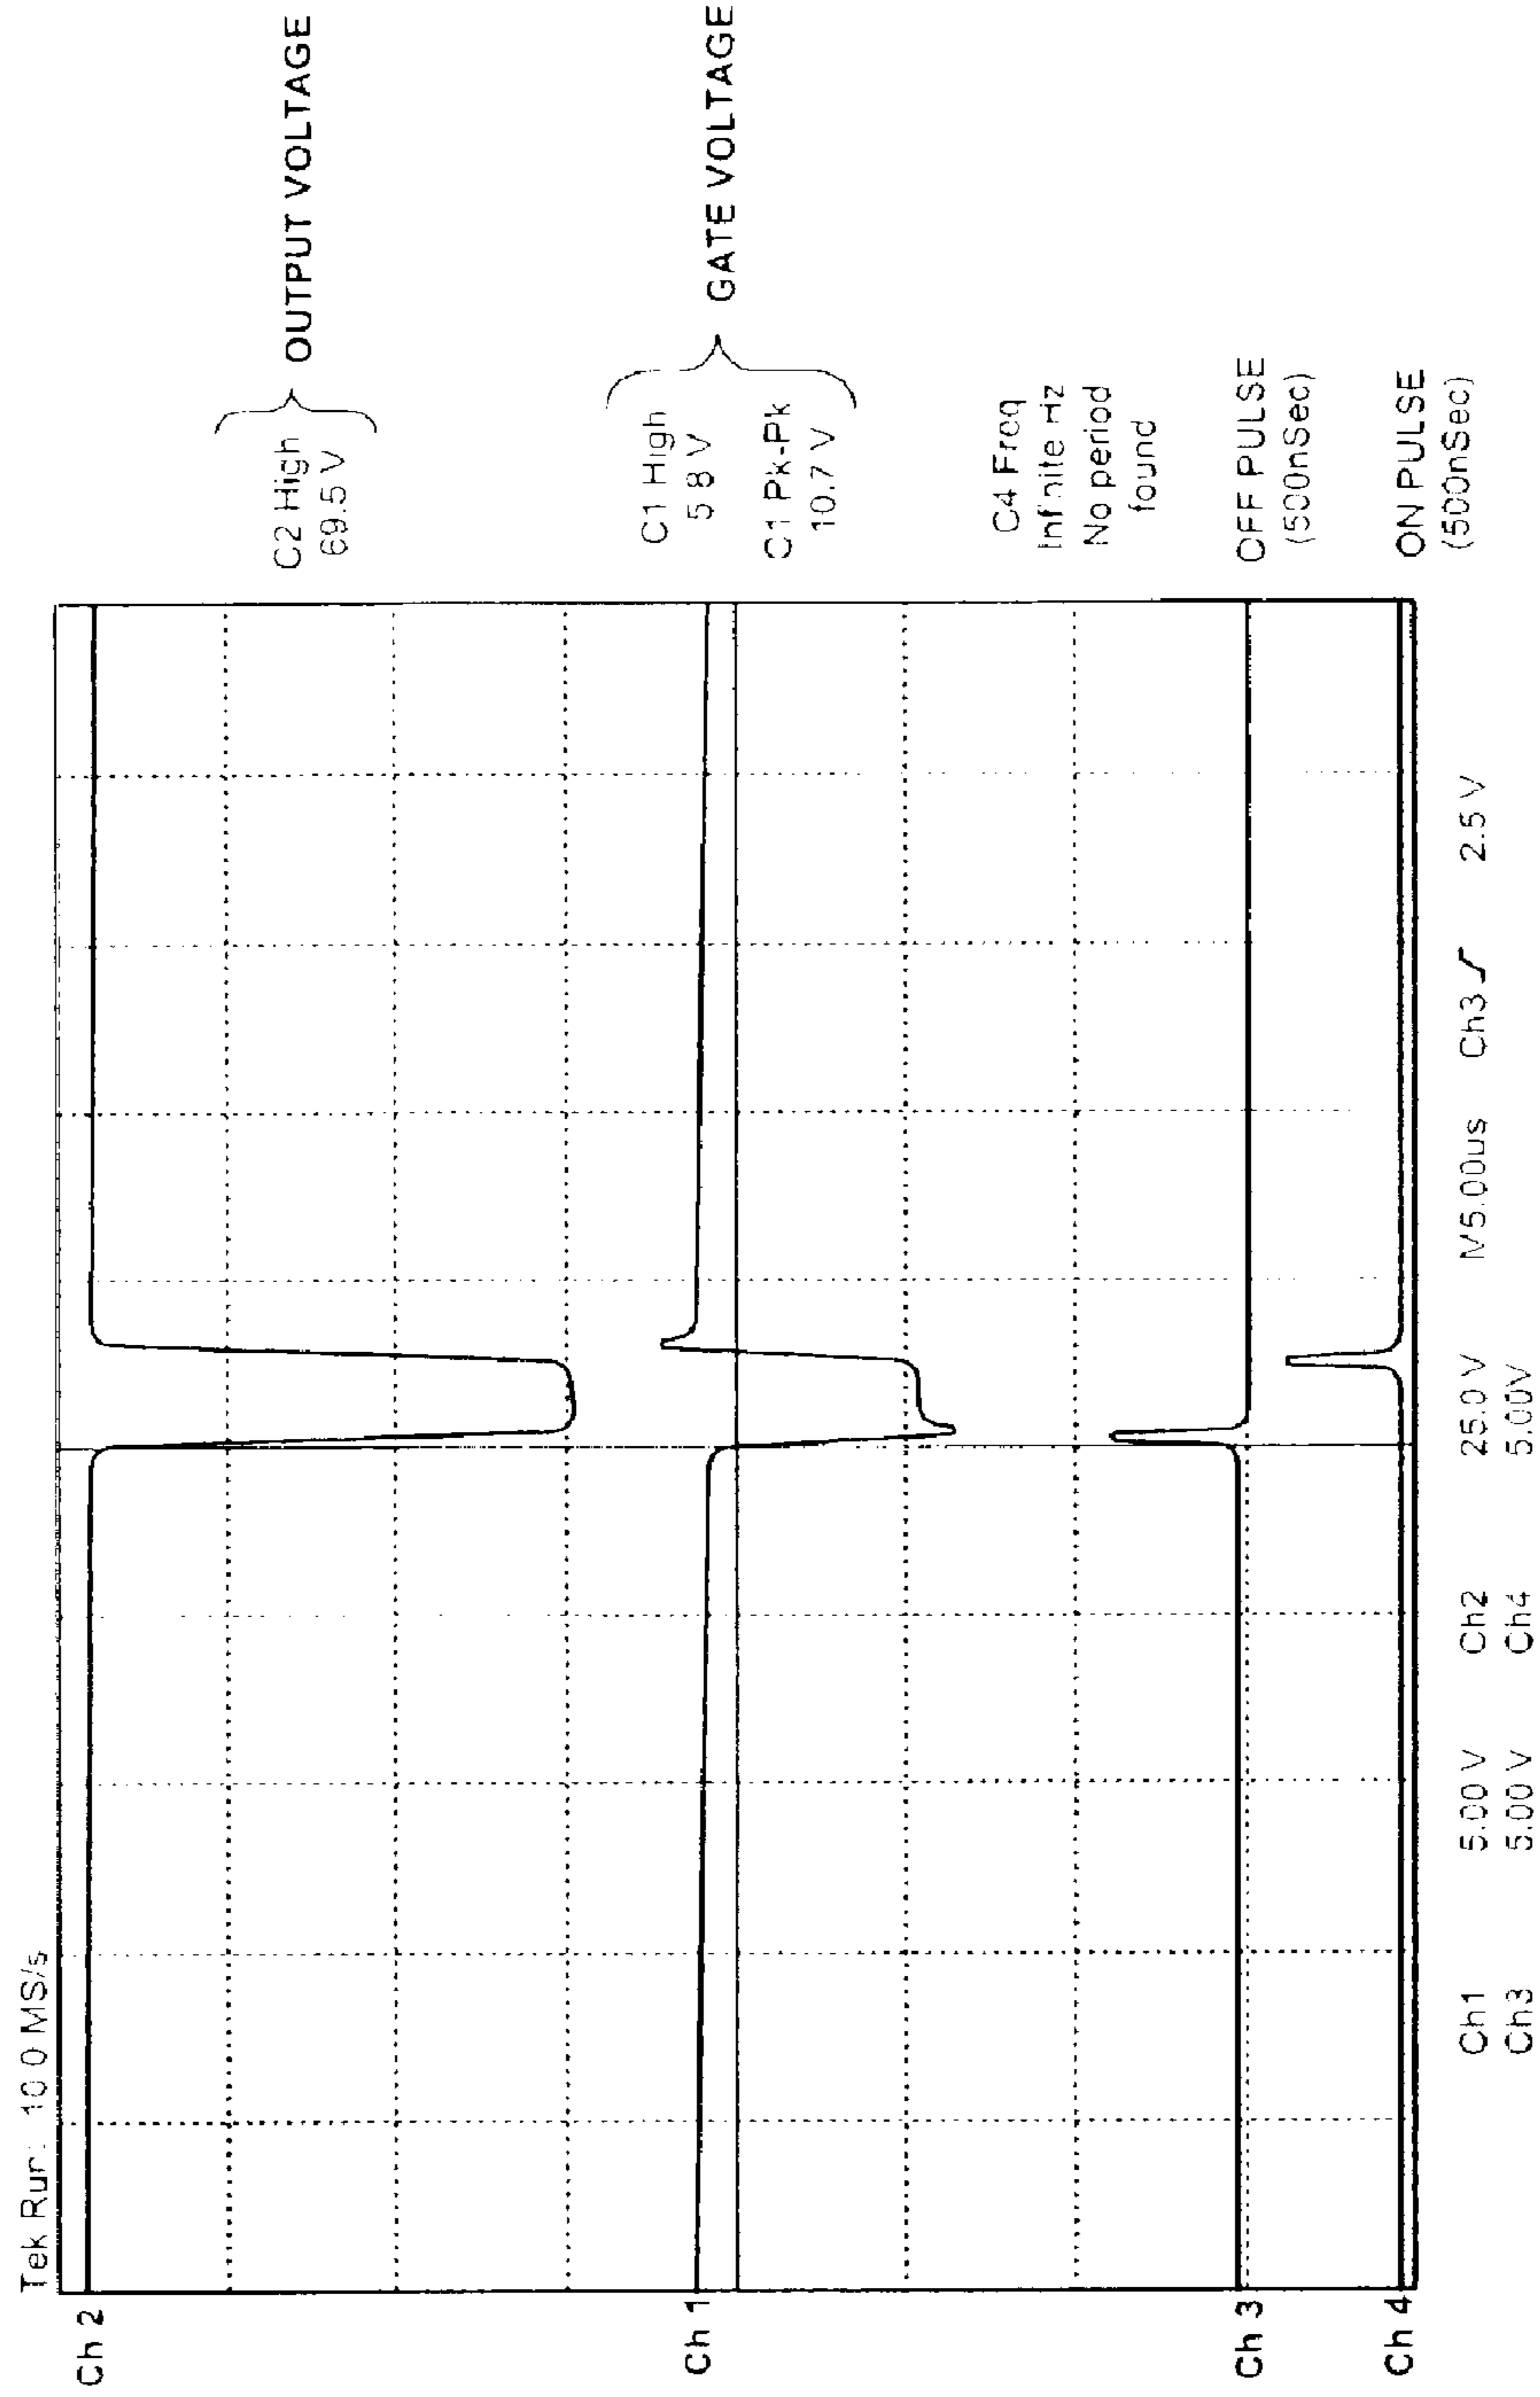 Tek Run: 10.0 MS/s
Ch 2
Ch 1
Ch 3
Ch 4
C2 High
69.5 V
OUTPUT VOLTAGE
C1 High
5.8 V
C1 Pk-Pk
10.7 V
GATE VOLTAGE
C4 Freq
Infinite Hz
No period
found
OFF PULSE
(500nSec)
ON PULSE
(500nSec)
Ch1 5.00 V Ch2 25.0 V M5.00us Ch3 2.5 V
Ch3 5.00 V Ch4 5.00V